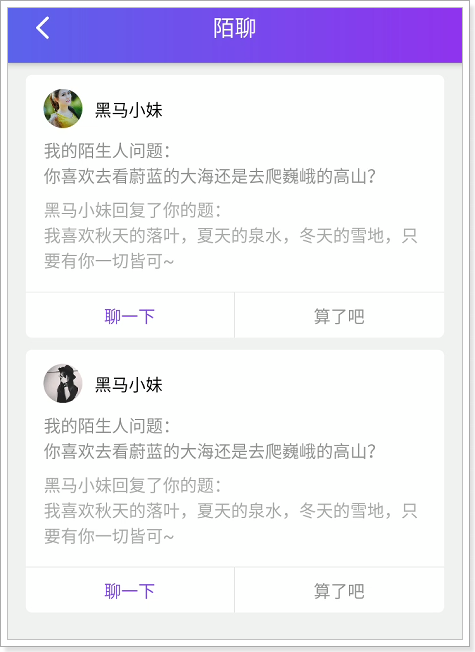 陌聊
黑马小妹
我的陌生人问题：
你喜欢去看蔚蓝的大海还是去爬巍峨的高山?
黑马小妹回复了你的题：
我喜欢秋天的落叶，夏天的泉水，冬天的雪地，只
要有你一切皆可~
聊一下
算了吧
黑马小妹
我的陌生人问题：
你喜欢去看蔚蓝的大海还是去爬巍峨的高山?
黑马小妹回复了你的题：
我喜欢秋天的落叶，夏天的泉水，冬天的雪地，只
要有你一切皆可~
聊一下
算了吧